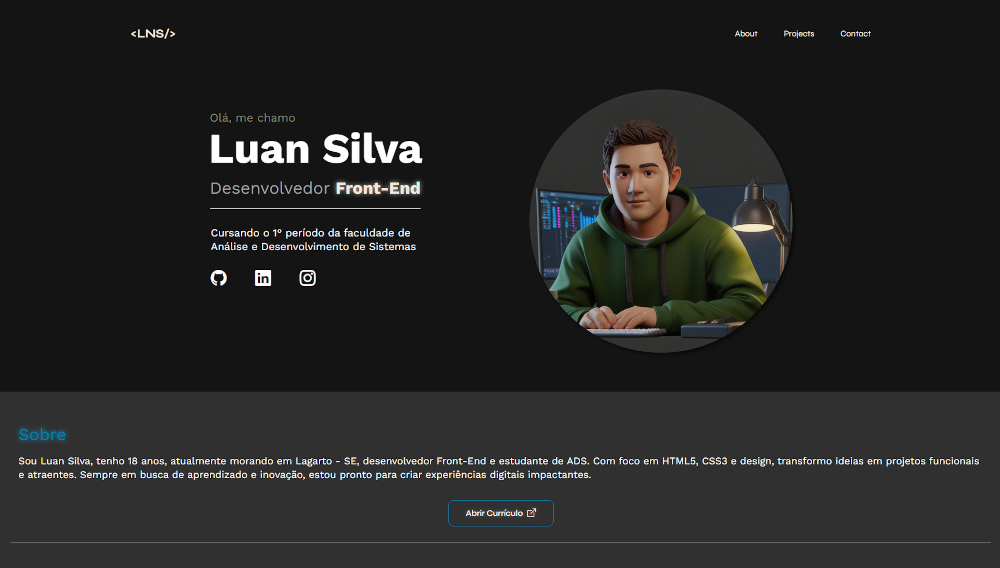 <LNS/>
About
Projects
Contact
Olá, me chamo
Luan Silva
Desenvolvedor Front-End
Cursando o 1º período da faculdade de
Análise e Desenvolvimento de Sistemas
Sobre
Sou Luan Silva, tenho 18 anos, atualmente morando em Lagarto - SE, desenvolvedor Front-End e estudante de ADS. Com foco em HTML5, CSS3 e design, transformo ideias em projetos funcionais
e atraentes. Sempre em busca de aprendizado e inovação, estou pronto para criar experiências digitais impactantes.
Abrir Currículo